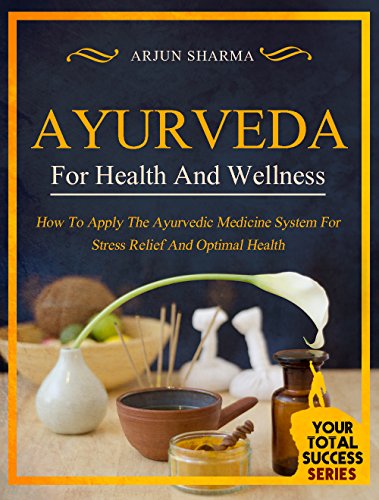 ARJUN SHARMA
AYURVEDA
For Health And Wellness
How To Apply The Ayurvedic Medicine System For
Stress Relief And Optimal Health
YOUR
TOTAL
SUCCESS
SERIES